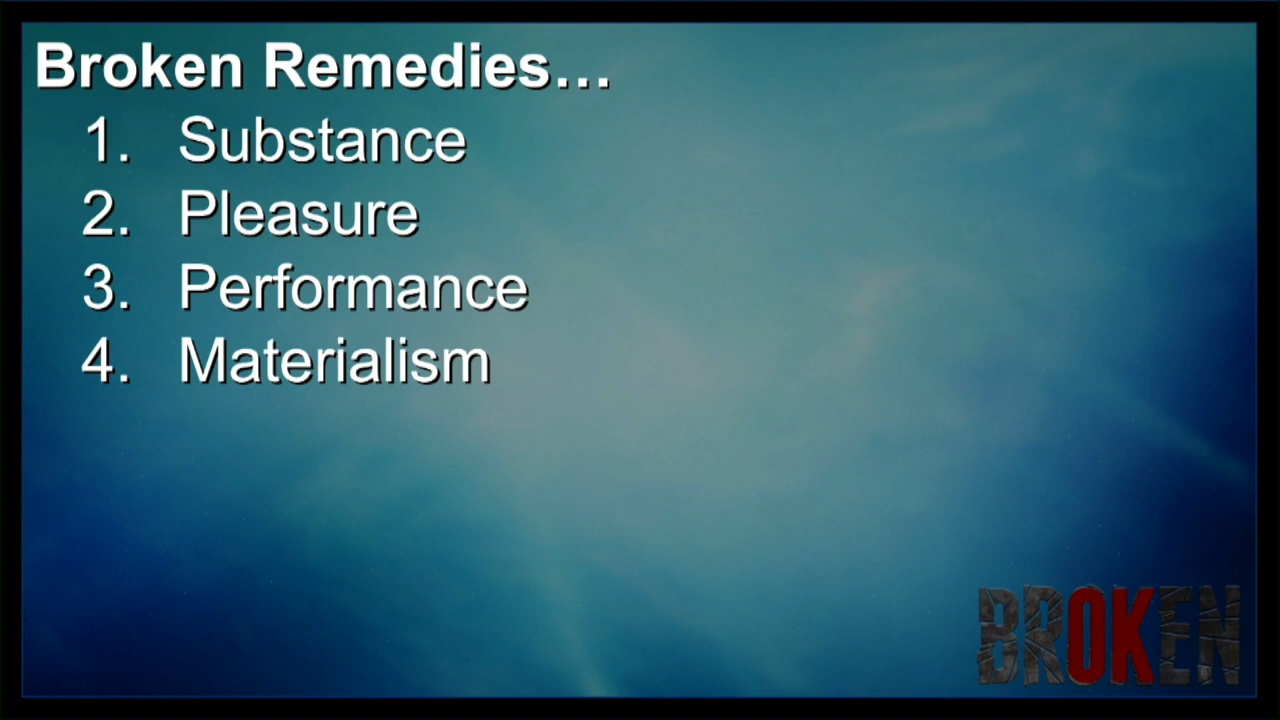 Broken Remedies...
1. Substance
2. Pleasure
3. Performance
4. Materialism
BROKEN